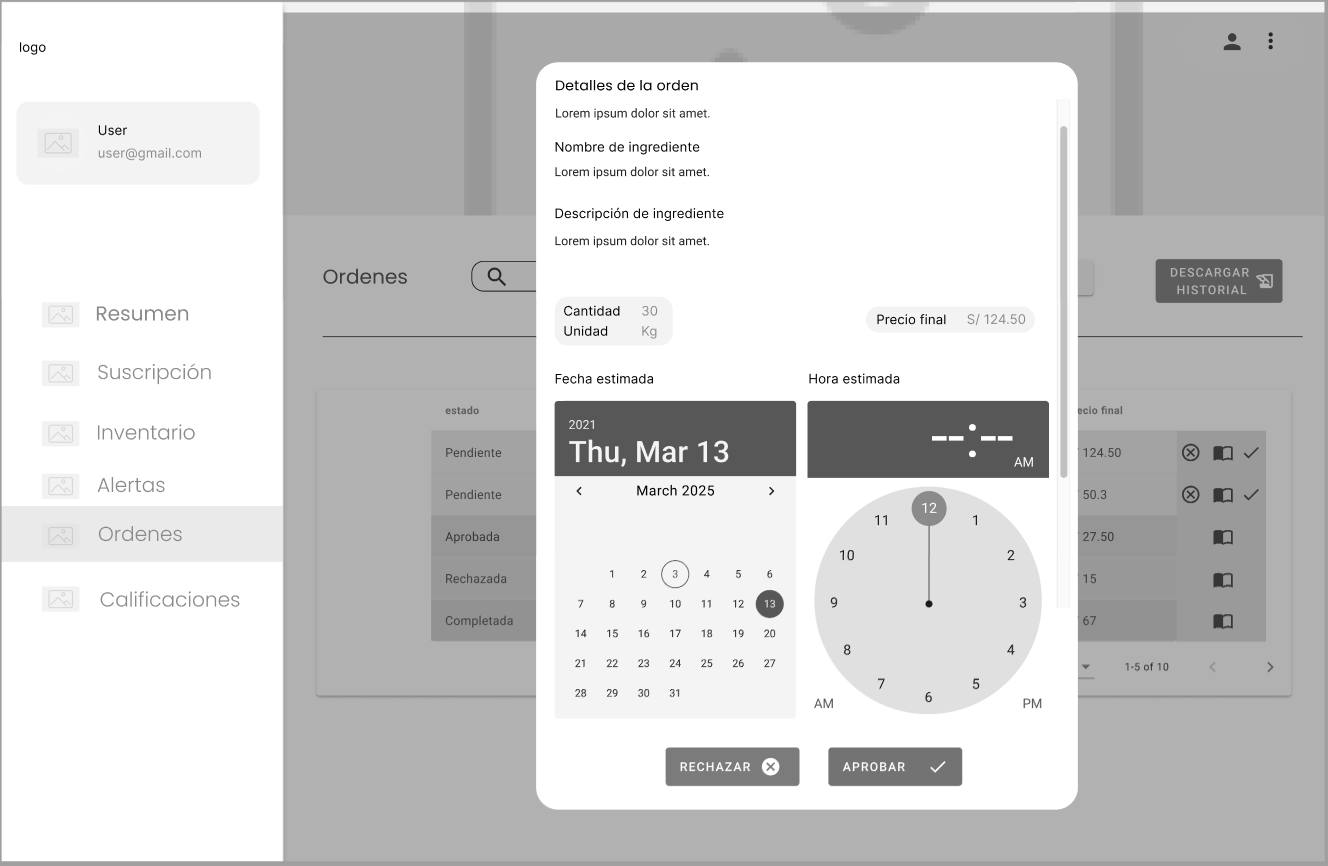 logo
User
user@gmail.com
Resumen
Suscripción
Inventario
Alertas
Ordenes
Calificaciones
Ordenes
DESCARGAR
HISTORIAL
estado
Pendiente
Pendiente
Aprobada
Rechazada
Completada
ecio final
124.50
50.3
27.50
15
67
1-5 of 10
Detalles de la orden
Lorem ipsum dolor sit amet.
Nombre de ingrediente
Lorem ipsum dolor sit amet.
Descripción de ingrediente
Lorem ipsum dolor sit amet.
Cantidad 30
Unidad Kg
Precio final S/ 124.50
Fecha estimada
2021
Thu, Mar 13
March 2025
1 2 3 4 5 6
7 8 9 10 11 12 13
14 15 16 17 18 19 20
21 22 23 24 25 26 27
28 29 30 31
Hora estimada
--:--
AM
12
11 1
10 2
9 3
8 4
7 5
6
AM PM
RECHAZAR
APROBAR